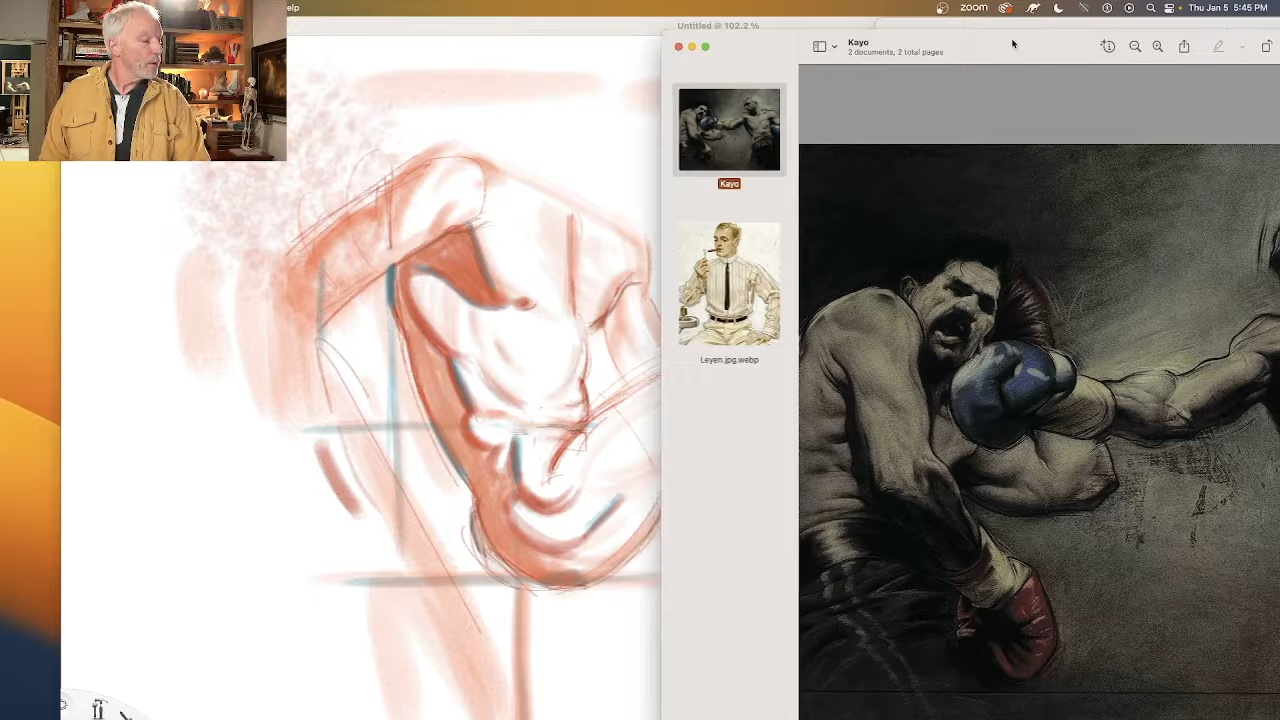 elp
zoom
Thu Jan 5 5:45 PM
Untitled @ 102.2 %
Kayo
2 documents, 2 total pages
Kayo
Leyen.jpg.webp